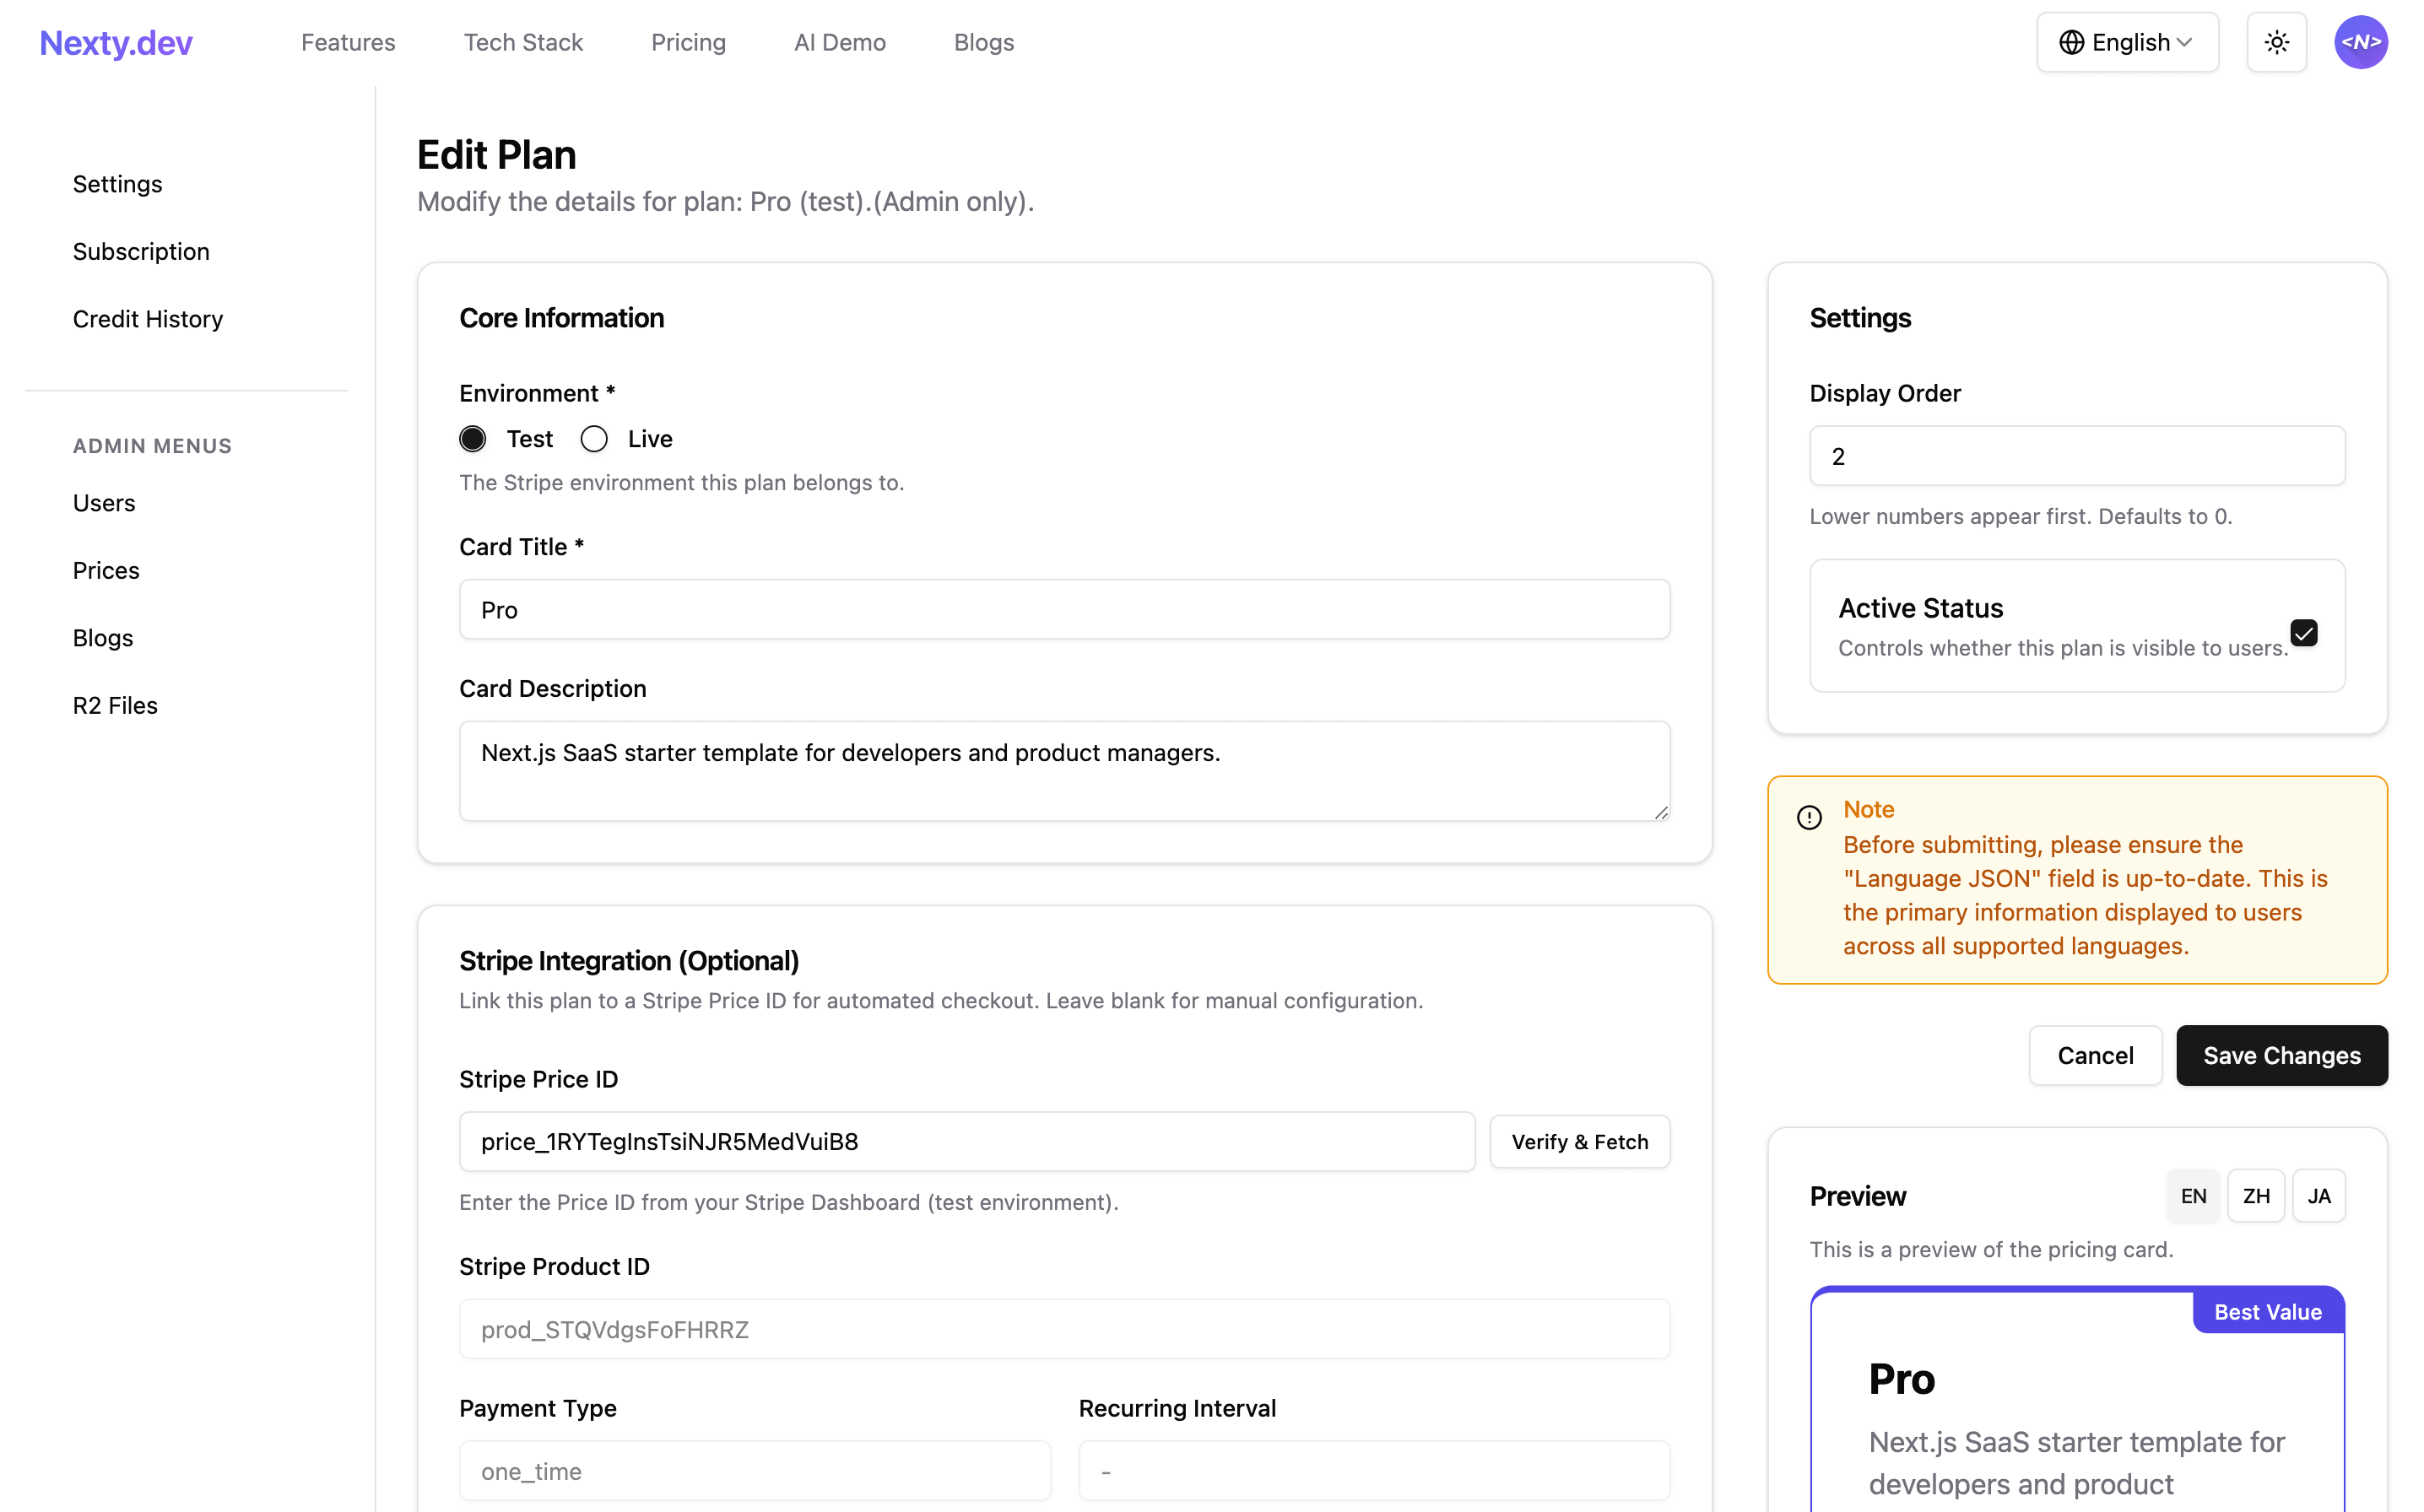 Nexty.dev
Features
Tech Stack
Pricing
AI Demo
Blogs
English
<N>
Settings
Subscription
Credit History
ADMIN MENUS
Users
Prices
Blogs
R2 Files
Edit Plan
Modify the details for plan: Pro (test).(Admin only).
Core Information
Environment *
Test
Live
The Stripe environment this plan belongs to.
Card Title *
Pro
Card Description
Next.js SaaS starter template for developers and product managers.
Stripe Integration (Optional)
Link this plan to a Stripe Price ID for automated checkout. Leave blank for manual configuration.
Stripe Price ID
price_1RYTegInsTsiNJR5MedVuiB8
Verify & Fetch
Enter the Price ID from your Stripe Dashboard (test environment).
Stripe Product ID
prod_STQVdgsFoFHRRZ
Payment Type
Recurring Interval
one_time
-
Settings
Display Order
2
Lower numbers appear first. Defaults to 0.
Active Status
Controls whether this plan is visible to users.
Note
Before submitting, please ensure the
"Language JSON" field is up-to-date. This is
the primary information displayed to users
across all supported languages.
Cancel
Save Changes
Preview
EN
ZH
JA
This is a preview of the pricing card.
Best Value
Pro
Next.js SaaS starter template for
developers and product